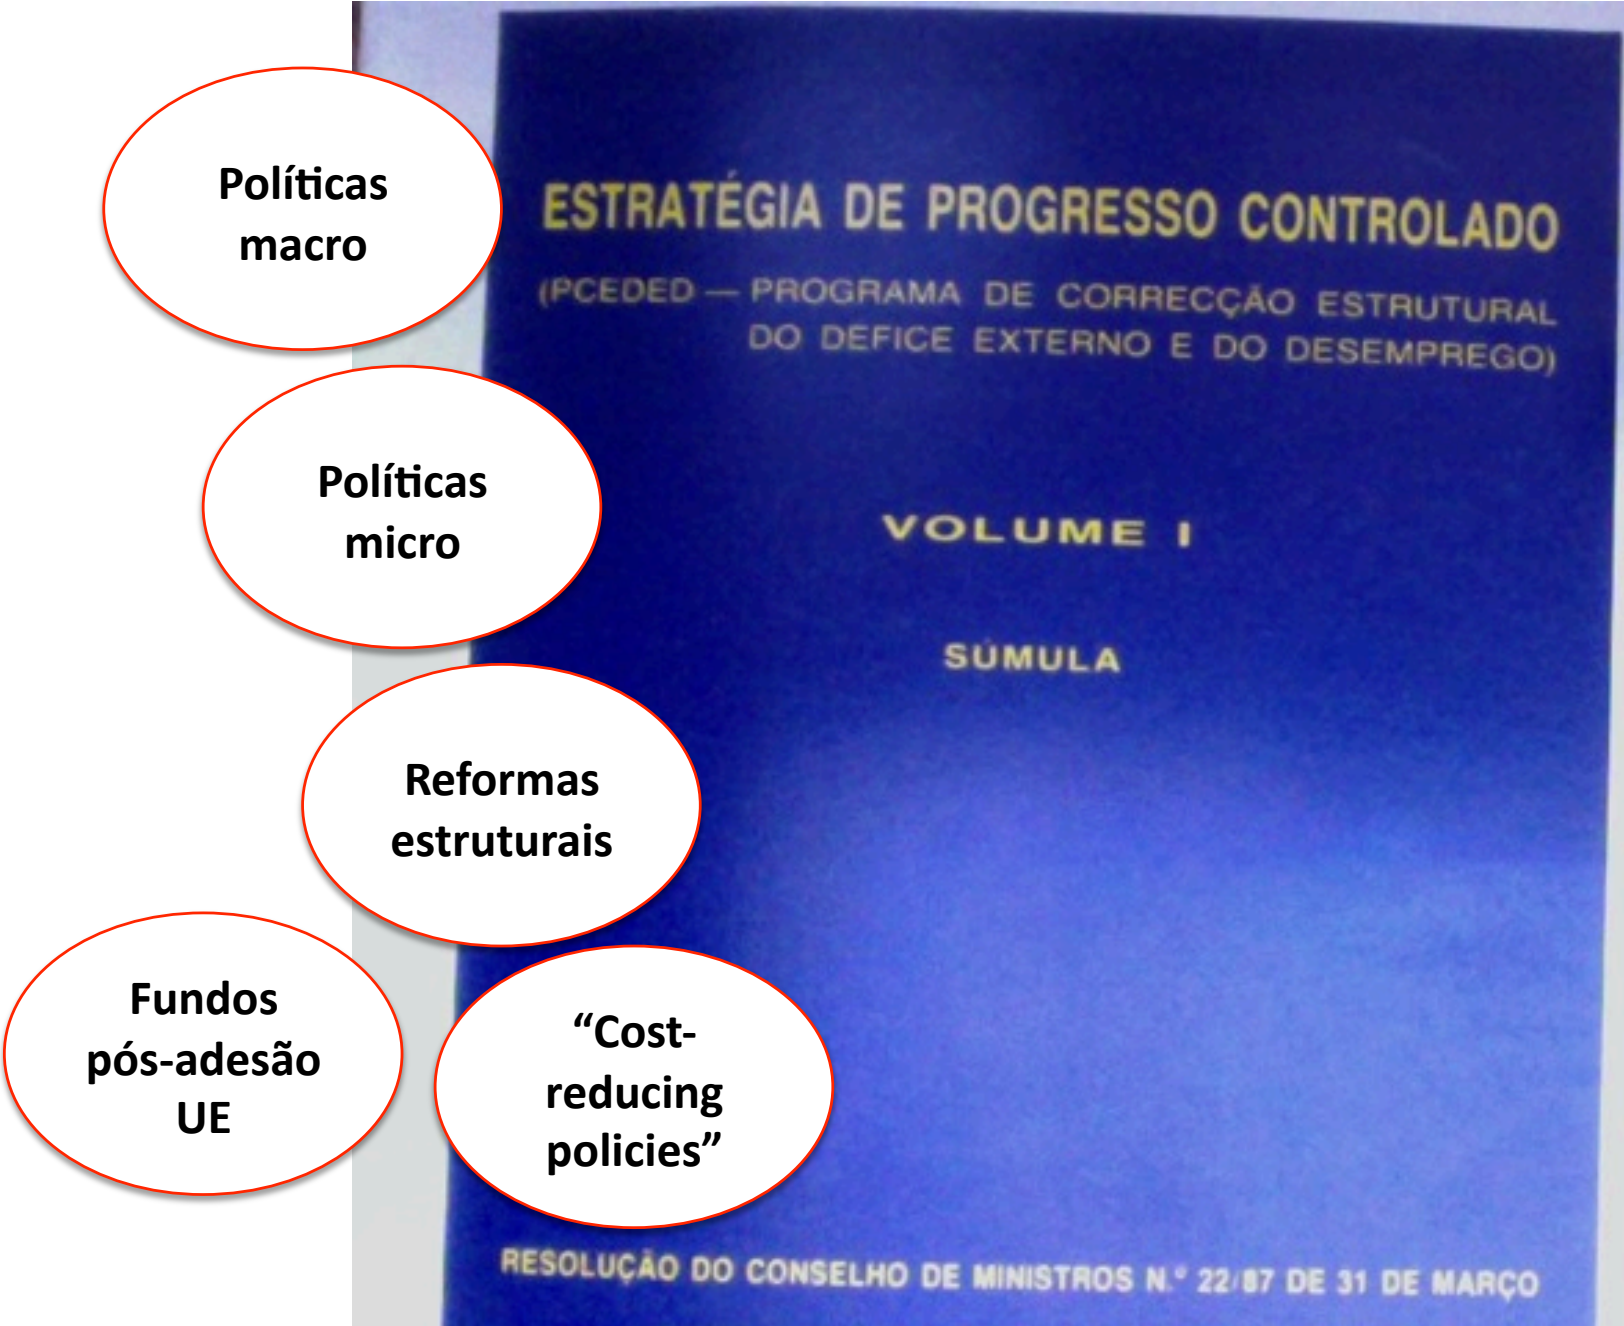 Políticas
macro
Políticas
micro
Reformas
estruturais
Fundos
pós-adesão
UE
“Cost-
reducing
policies”
ESTRATÉGIA DE PROGRESSO CONTROLADO
(PCEDED — PROGRAMA DE CORRECÇÃO ESTRUTURAL
DO DEFICE EXTERNO E DO DESEMPREGO)
VOLUME I
SÚMULA
RESOLUÇÃO DO CONSELHO DE MINISTROS N.º 22/87 DE 31 DE MARÇO